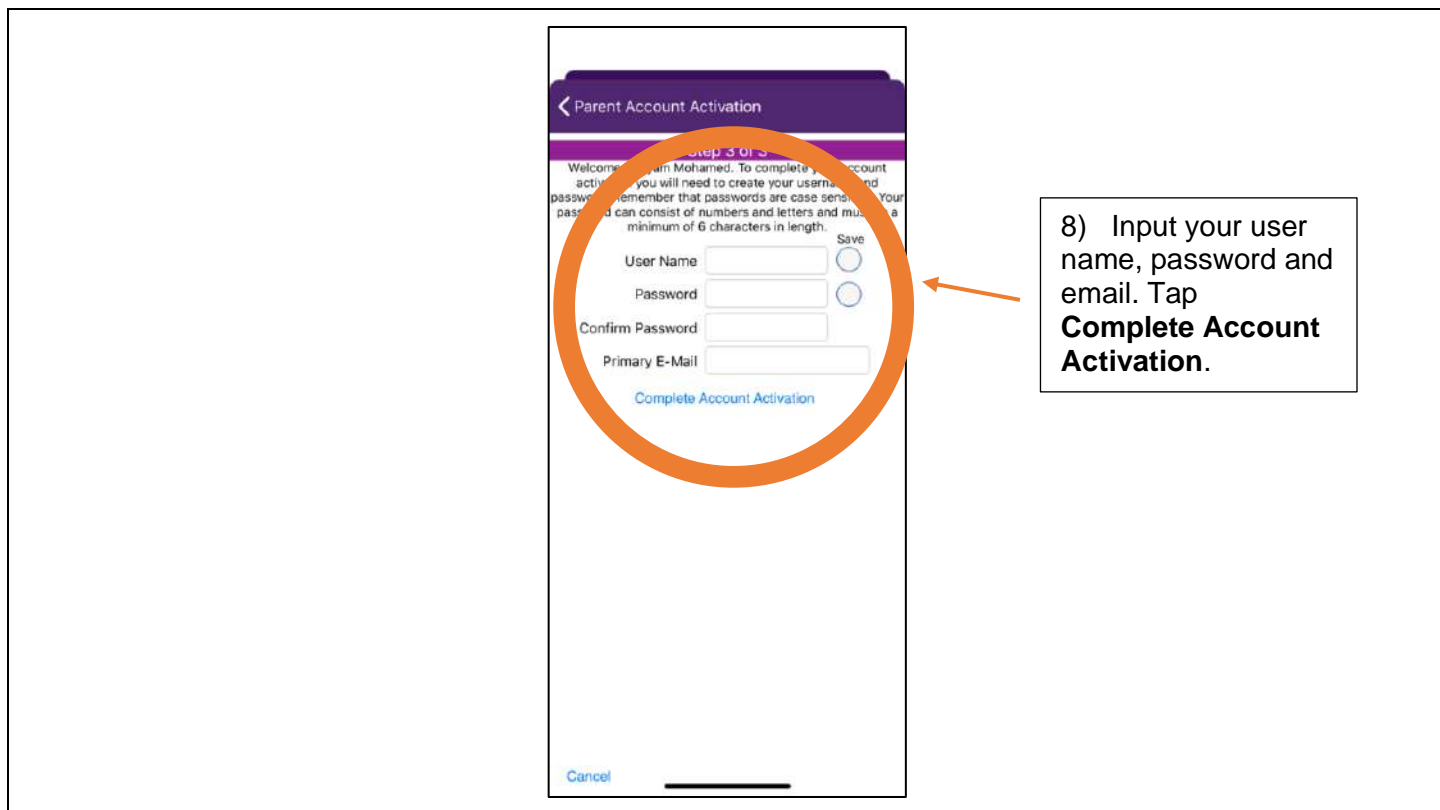 Parent Account Activation
Step 3 of 3
Welcome Mohamed. To complete account
you will need to create your username and
remember that passwords are case sensitive. Your
can consist of numbers and letters and must a
minimum of 6 characters in length.
Save
User Name
Password
Confirm Password
Primary E-Mail
Complete Account Activation
Cancel
8) Input your user
name, password and
email. Tap
Complete Account
Activation.